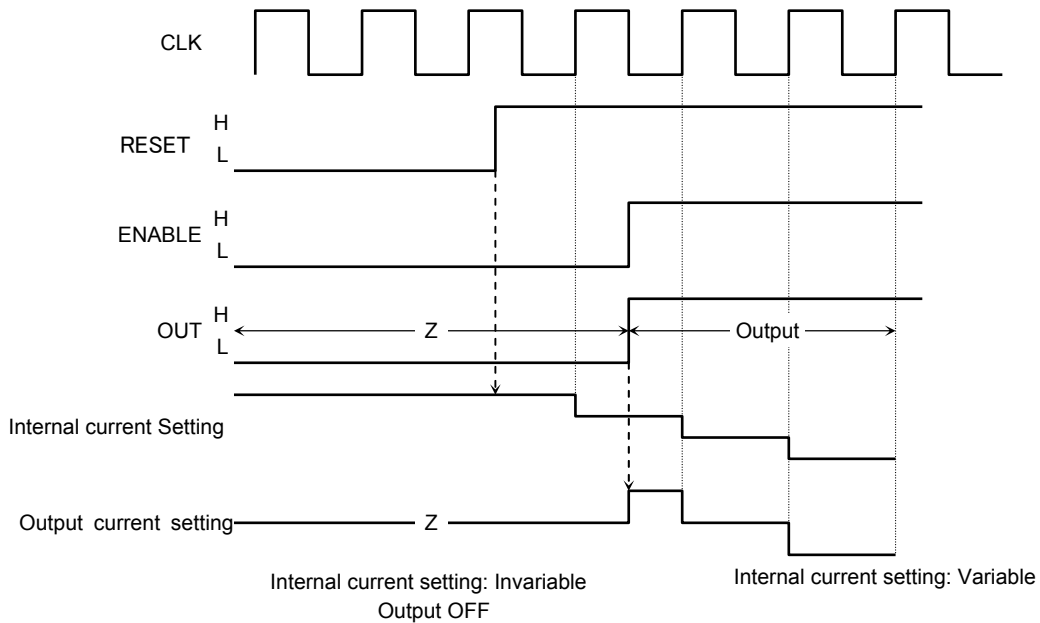 CLK
H
RESET
L
H
ENABLE
L
H
OUT
L
Z
Output
Internal current Setting
Output current setting
Z
Internal current setting: Invariable
Output OFF
Internal current setting: Variable